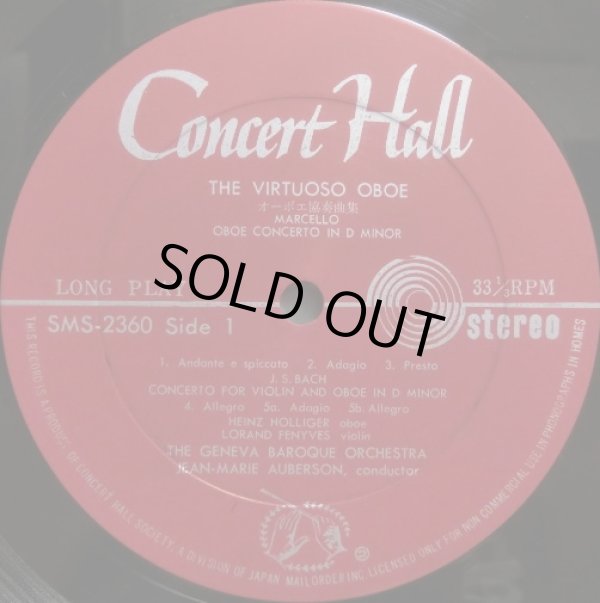 Concert Hall
THE VIRTUOSO OBOE
オーボエ協奏曲集
MARCELLO
OBOE CONCERTO IN D MINOR
LONG PLAY
33⅓RPM
SOLD OUT
SMS-2360 Side 1
stereo
1. Andante e spiccato 2. Adagio 3. Presto
J. S. BACH
CONCERTO FOR VIOLIN AND OBOE IN D MINOR
4. Allegro 5a. Adagio 5b. Allegro
HEINZ HOLLIGER oboe
LORAND FENYVES violin
THE GENEVA BAROQUE ORCHESTRA
JEAN-MARIE AUBERSON, conductor
THIS RECORD IS A PRODUCT OF CONCERT HALL SOCIETY, A DIVISION OF JAPAN MAIL ORDER INC. LICENSED ONLY FOR NON COMMERCIAL USE IN PHONOGRAPHS IN HOMES